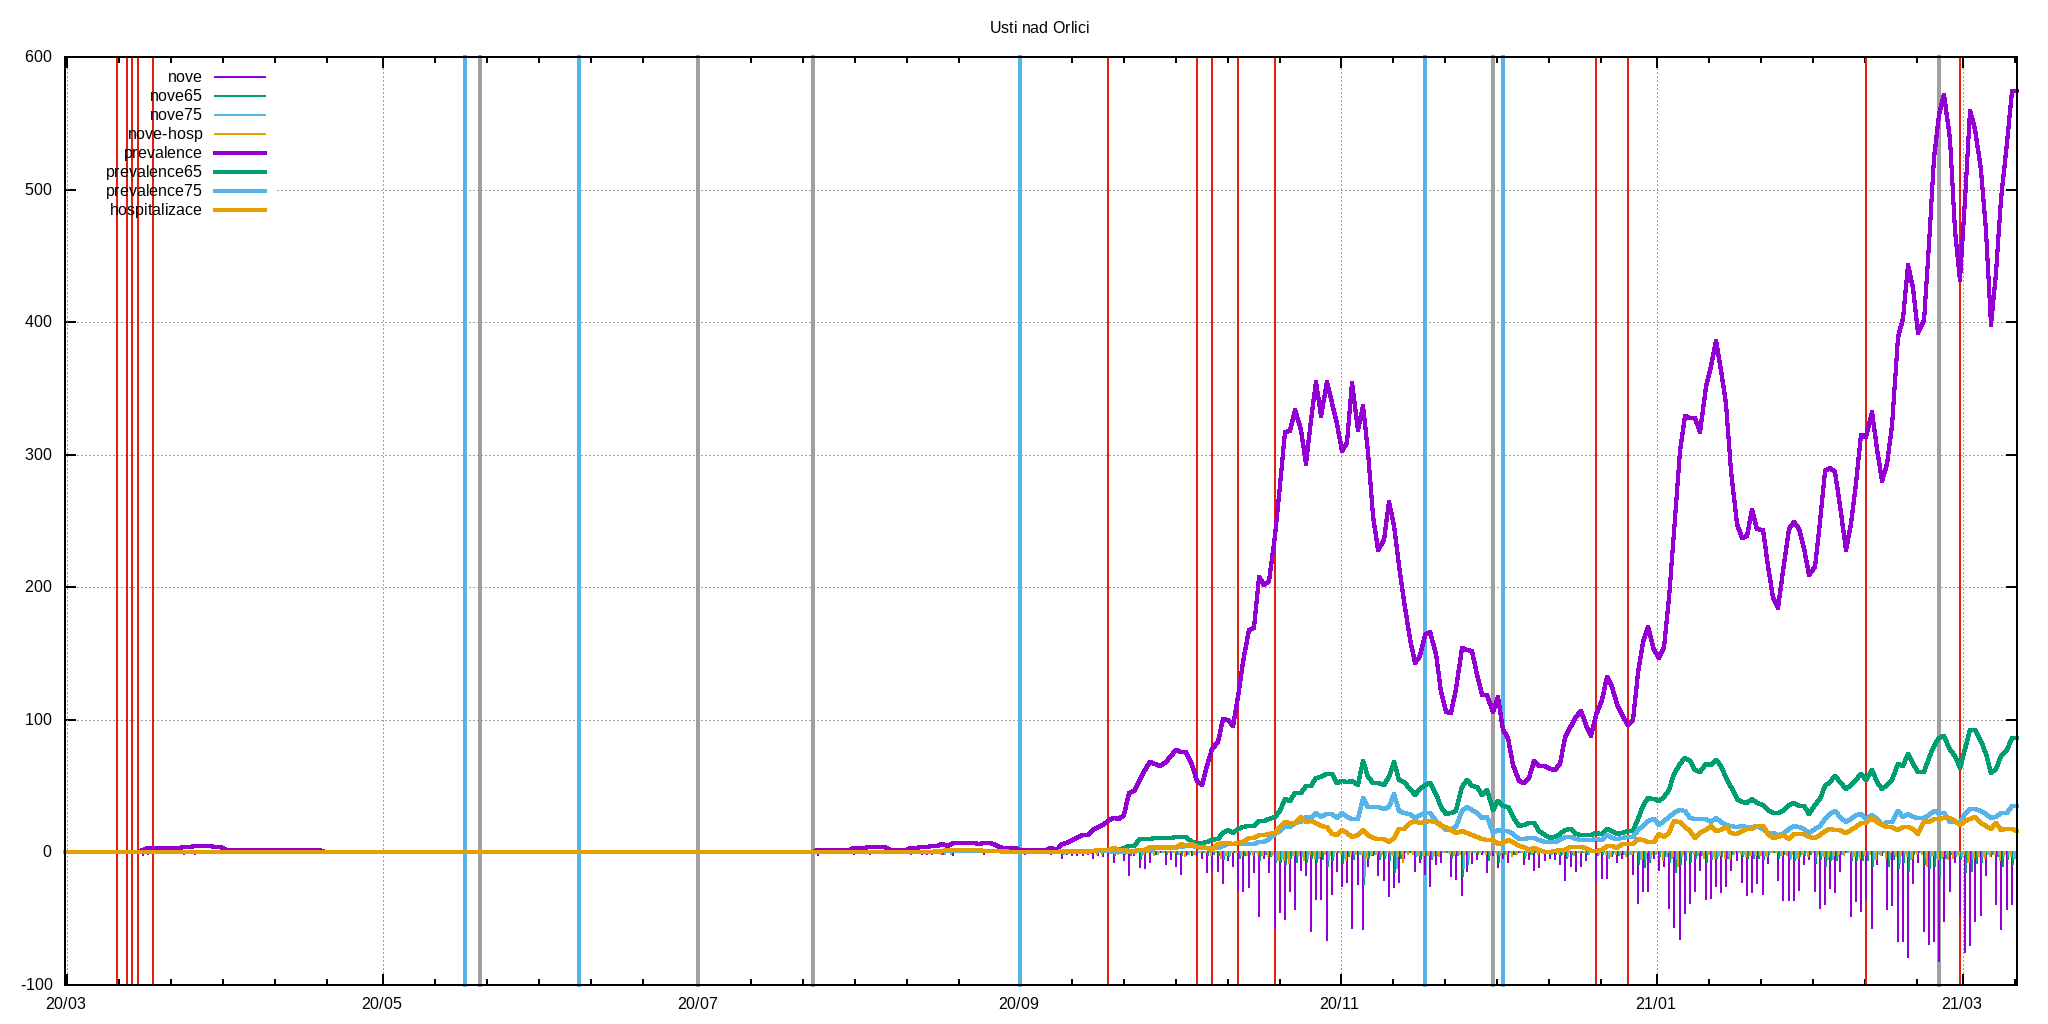 Usti nad Orlici
600
500
400
300
200
100
0
-100
nove
nove65
nove75
nove-hosp
prevalence
prevalence65
prevalence75
hospitalizace
20/03 20/05 20/07 20/09 20/11 21/01 21/03